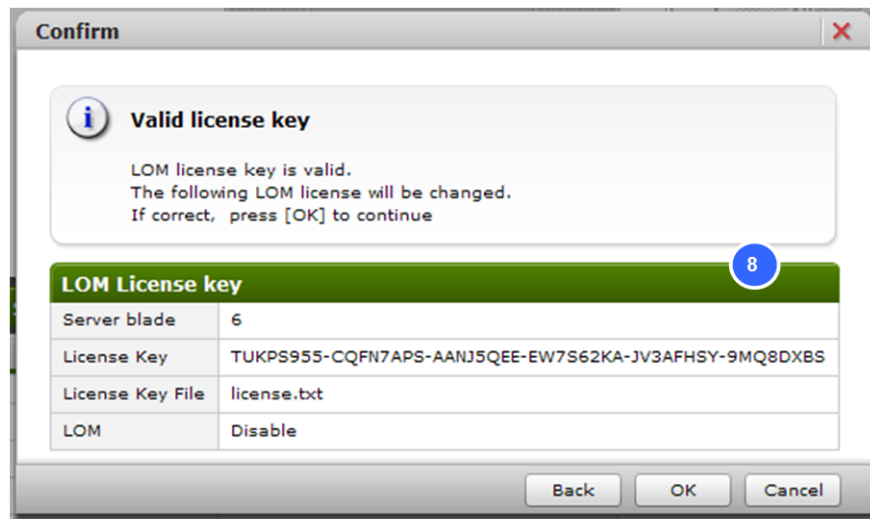 Confirm
Valid license key
LOM license key is valid.
The following LOM license will be changed.
If correct, press [OK] to continue
8
LOM License key
Server blade 6
License Key TUKPS955-CQFN7APS-AANJ5QEE-EW7S62KA-JV3AFHSY-9MQ8DXBS
License Key File license.txt
LOM Disable
Back OK Cancel